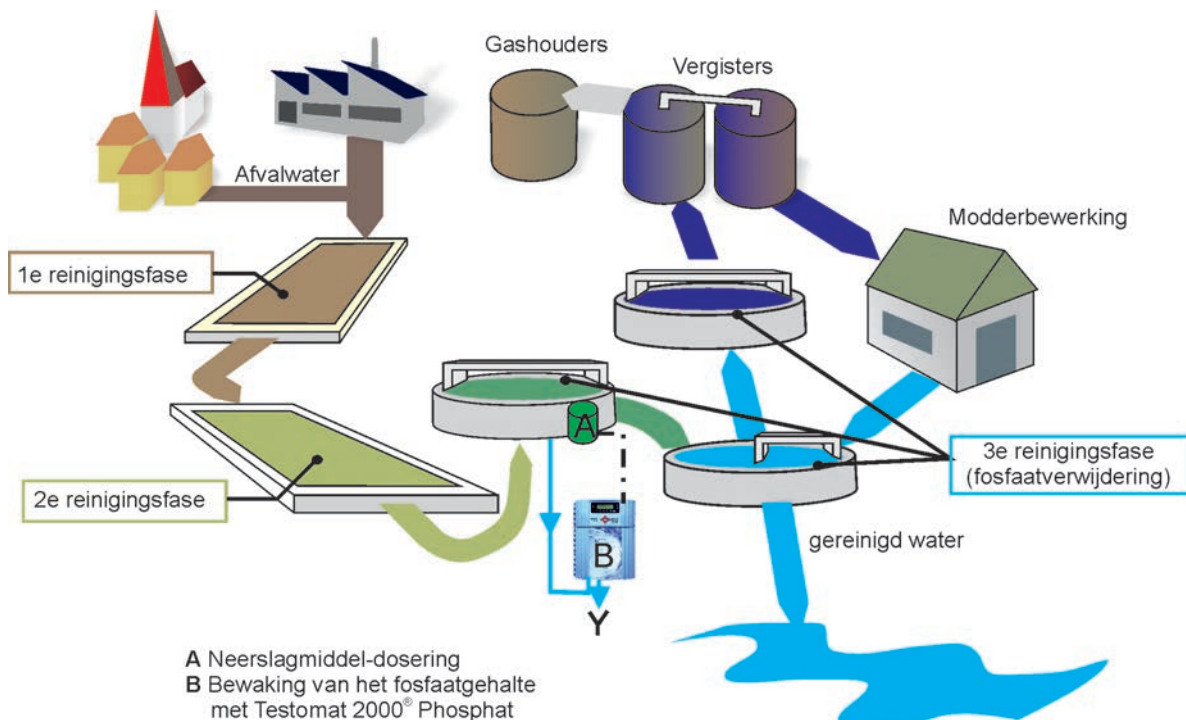 Gashouders
Vergisters
Afvalwater
Modderbewerking
1e reinigingsfase
A
3e reinigingsfase
(fosfaatverwijdering)
2e reinigingsfase
B
gereinigd water
A Neerslagmiddel-dosering
B Bewaking van het fosfaatgehalte
met Testomat 2000® Phosphat